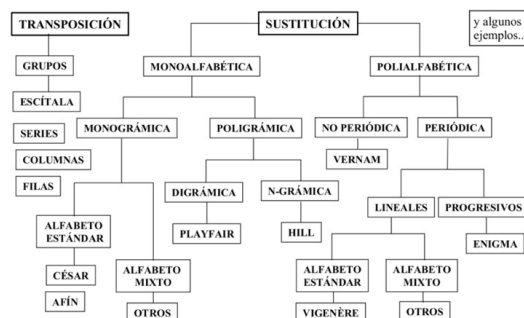 TRANSPOSICIÓN
SUSTITUCIÓN
y algunos
ejemplos..
GRUPOS
MONOALFABÉTICA
POLIALFABÉTICA
ESCÍTALA
SERIES
MONOGRÁMICA
POLIGRÁMICA
NO PERIÓDICA
PERIÓDICA
COLUMNAS
VERNAM
FILAS
DIGRÁMICA
N-GRÁMICA
LINEALES
PROGRESIVOS
ALFABETO
ESTÁNDAR
PLAYFAIR
HILL
ENIGMA
CÉSAR
ALFABETO
MIXTO
ALFABETO
ESTÁNDAR
ALFABETO
MIXTO
AFÍN
OTROS
VIGENÈRE
OTROS